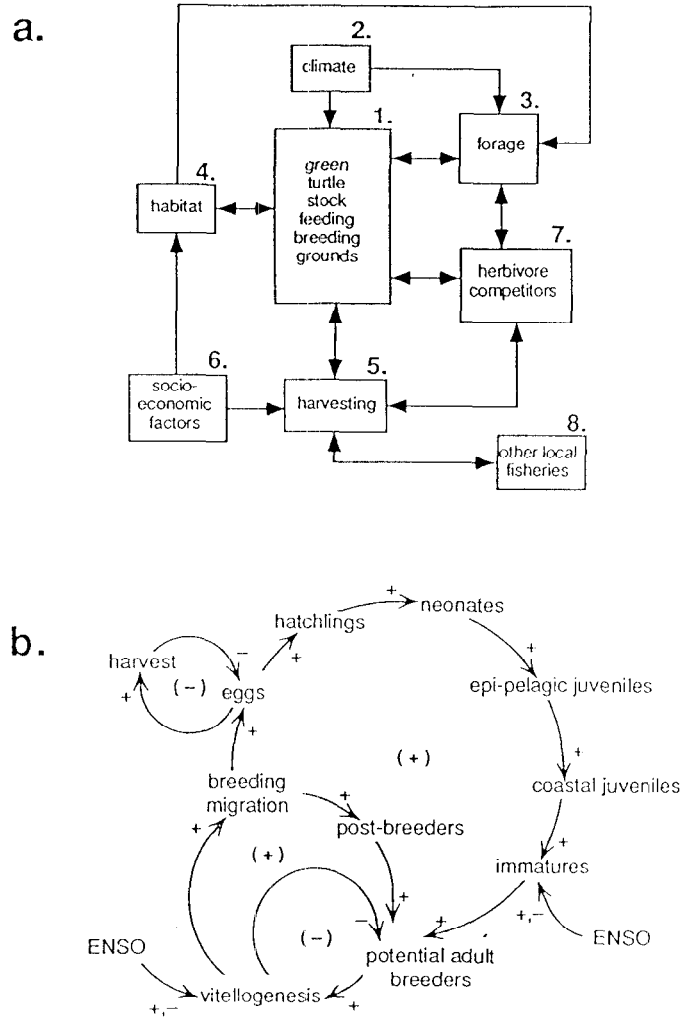 a.
2.
climate
1.
3.
forage
green
turtle
stock
feeding
breeding
grounds
4.
habitat
7.
herbivore
competitors
6.
socio-
economic
factors
5.
harvesting
8.
other local
fisheries
b.
hatchlings
+
neonates
+
+
epi-pelagic juveniles
harvest
−
+
(−)
eggs
+
(+)
+
coastal juveniles
breeding
migration
+
post-breeders
+
immatures
+
(+)
+
−
(−)
+
+,−
ENSO
potential adult
breeders
ENSO
+,−
vitellogenesis
+